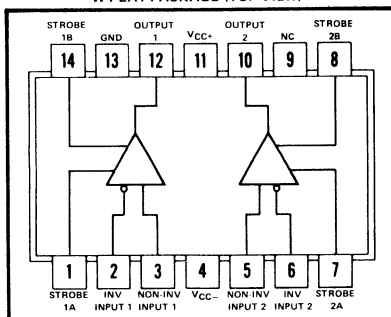 FLAT PACKAGE (TOP VIEW)
STROBE 1B
GND
OUTPUT 1
VCC+
OUTPUT 2
NC
STROBE 2B
14 13 12 11 10 9 8
1 2 3 4 5 6 7
STROBE 1A
INV INPUT 1
NON-INV INPUT 1
VCC−
NON-INV INPUT 2
INV INPUT 2
STROBE 2A